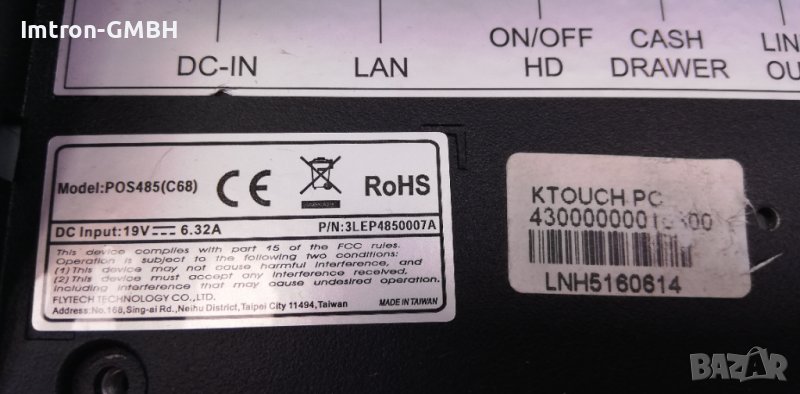 Imtron-GMBH
DC-IN
LAN
ON/OFF
HD
CASH
DRAWER
LIN
OU
Model:POS485(C68)
CE
RoHS
DC Input:19V⎓ 6.32A
P/N:3LEP4850007A
This device complies with part 15 of the FCC rules.
Operation is subject to the following two conditions:
(1) This device may not cause harmful interference, and
(2) This device must accept any interference received,
including interference that may cause undesired operation.
FLYTECH TECHNOLOGY CO.,LTD.
Address:No.168,Sing-ai Rd.,Neihu District,Taipei City 11494,Taiwan
MADE IN TAIWAN
KTOUCH PC
LNH5160614
BAZAR